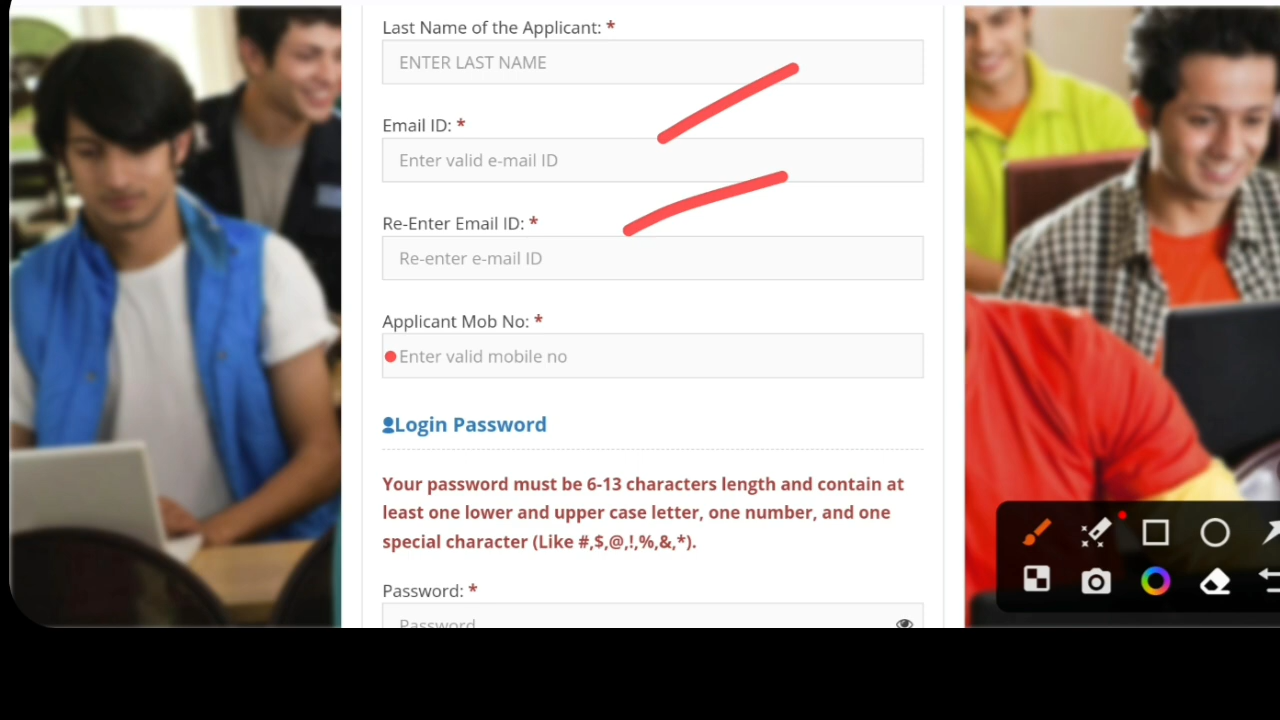 Last Name of the Applicant: *
ENTER LAST NAME
Email ID: *
Enter valid e-mail ID
Re-Enter Email ID: *
Re-enter e-mail ID
Applicant Mob No: *
Enter valid mobile no
Login Password
Your password must be 6-13 characters length and contain at
least one lower and upper case letter, one number, and one
special character (Like #,$,@,!,%,&,*).
Password: *
Password